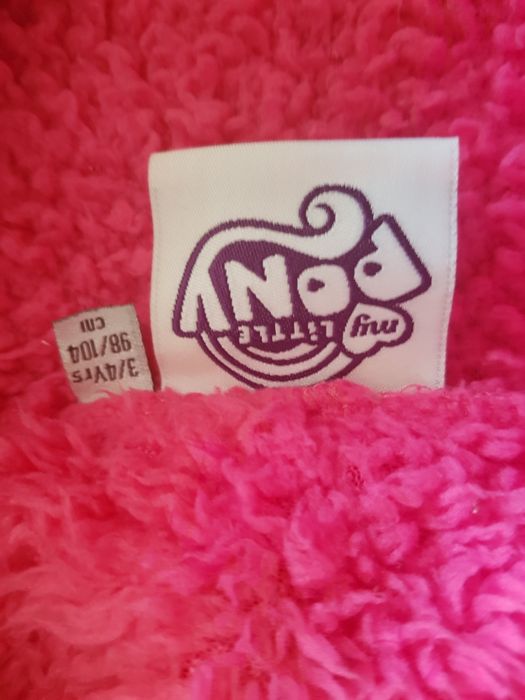 my
LiTTLE
PONY
3/4Yrs
98/104
cm